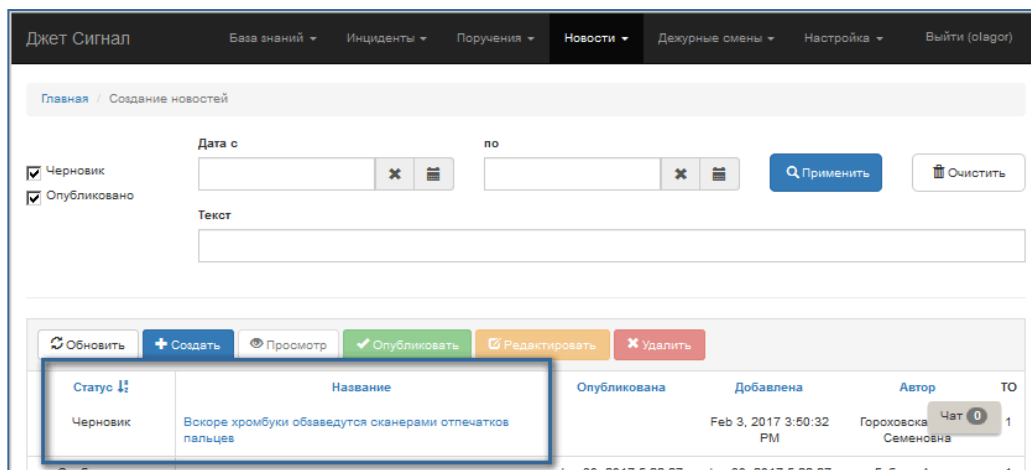 Джет Сигнал База знаний Инциденты Поручения Новости Дежурные смены Настройка Выйти (olagor)
Главная / Создание новостей
Дата с по
Черновик
Применить Очистить
Опубликовано
Текст
Обновить Создать Просмотр Опубликовать Редактировать Удалить
Статус Название Опубликована Добавлена Автор ТО
Черновик Вскоре хромбуки обзаведутся сканерами отпечатков Feb 3, 2017 3:50:32 1
пальцев PM Семеновна
Чат 0